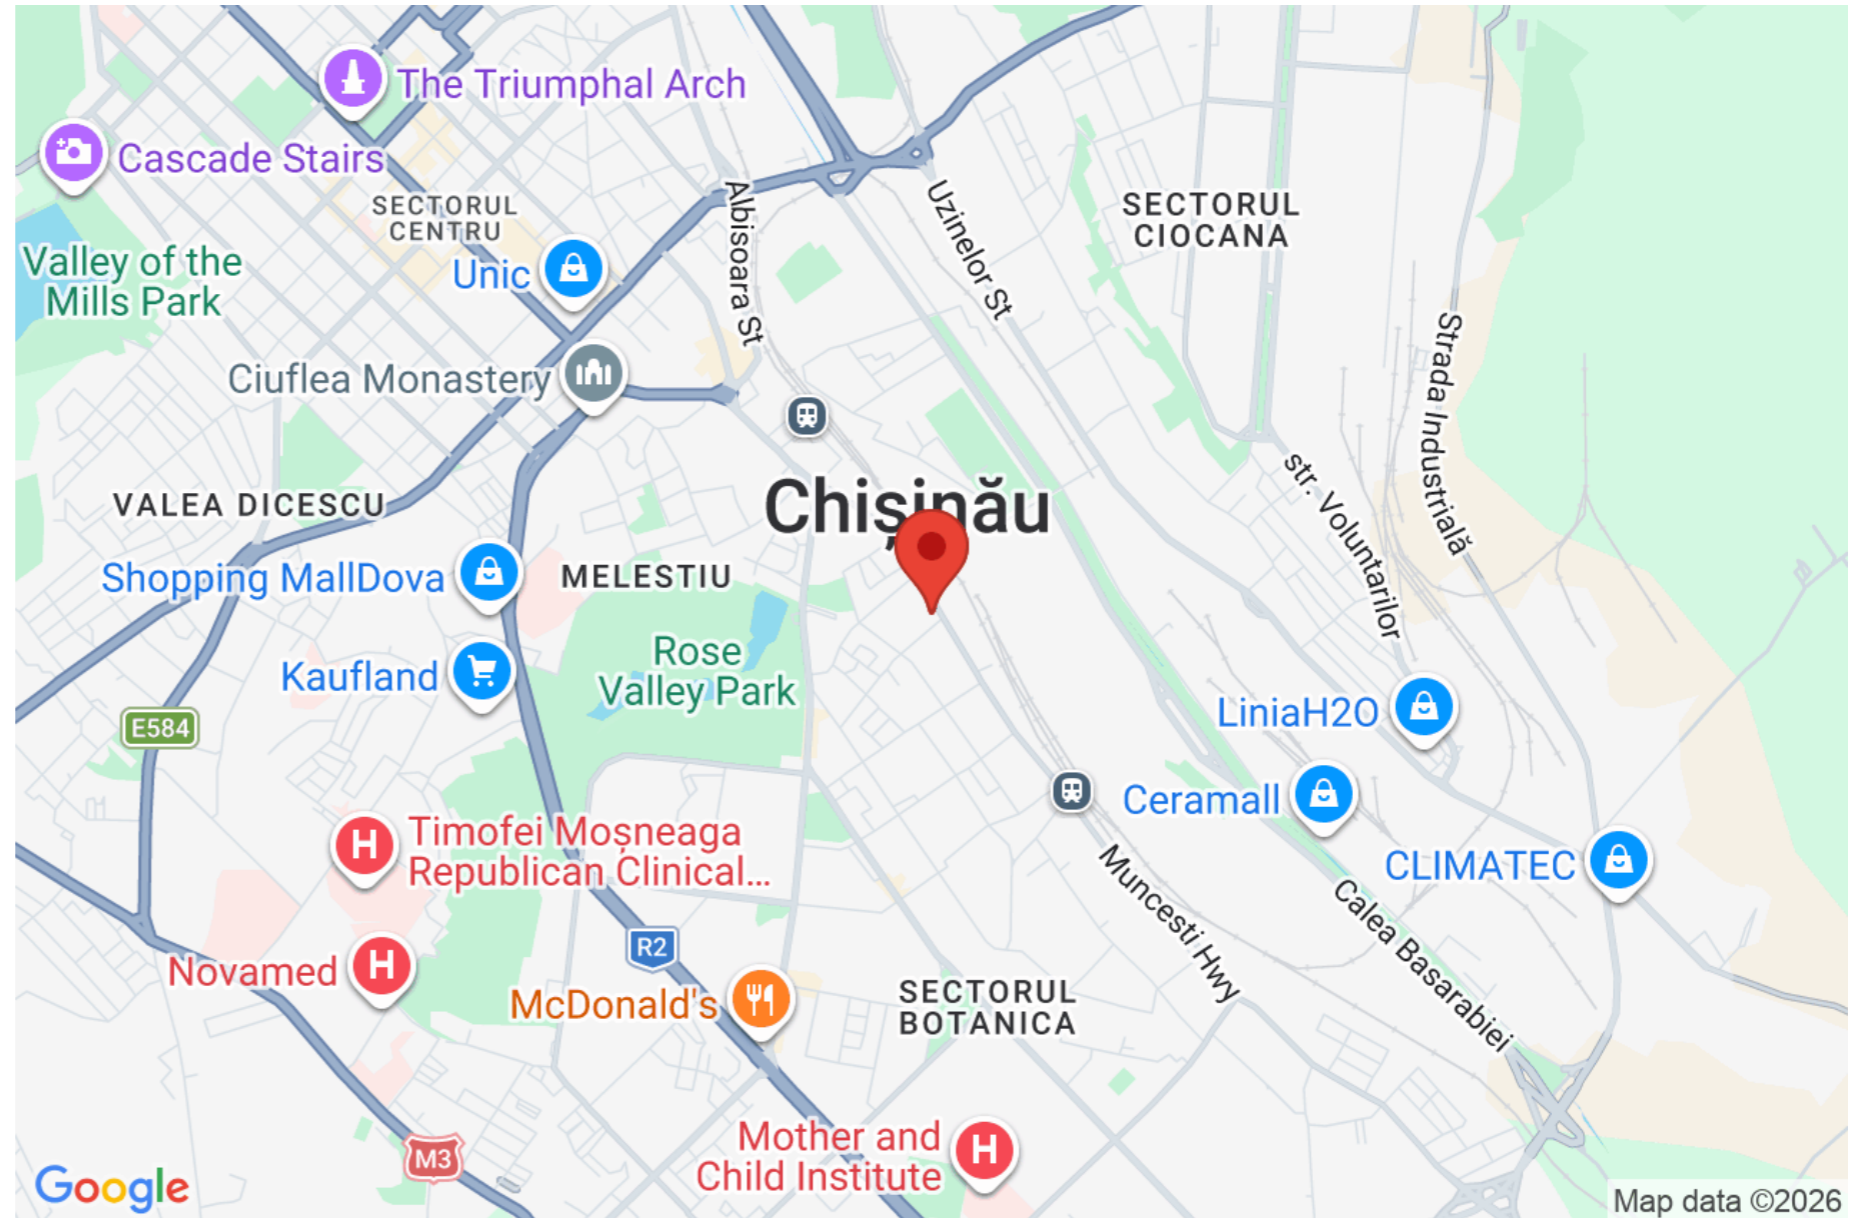 The Triumphal Arch
Cascade Stairs
SECTORUL
CENTRU
Albisoara St
Uzinelor St
SECTORUL
CIOCANA
Valley of the
Mills Park
Unic
Strada Industrială
Ciuflea Monastery
str. Voluntarilor
VALEA DICESCU
Chișinău
Shopping MallDova
MELESTIU
Rose
Valley Park
Kaufland
E584
LiniaH2O
Ceramall
Timofei Moșneaga
Republican Clinical...
CLIMATEC
Muncesti Hwy
Calea Basarabiei
R2
Novamed
McDonald's
SECTORUL
BOTANICA
Mother and
Child Institute
M3
Google
Map data ©2026